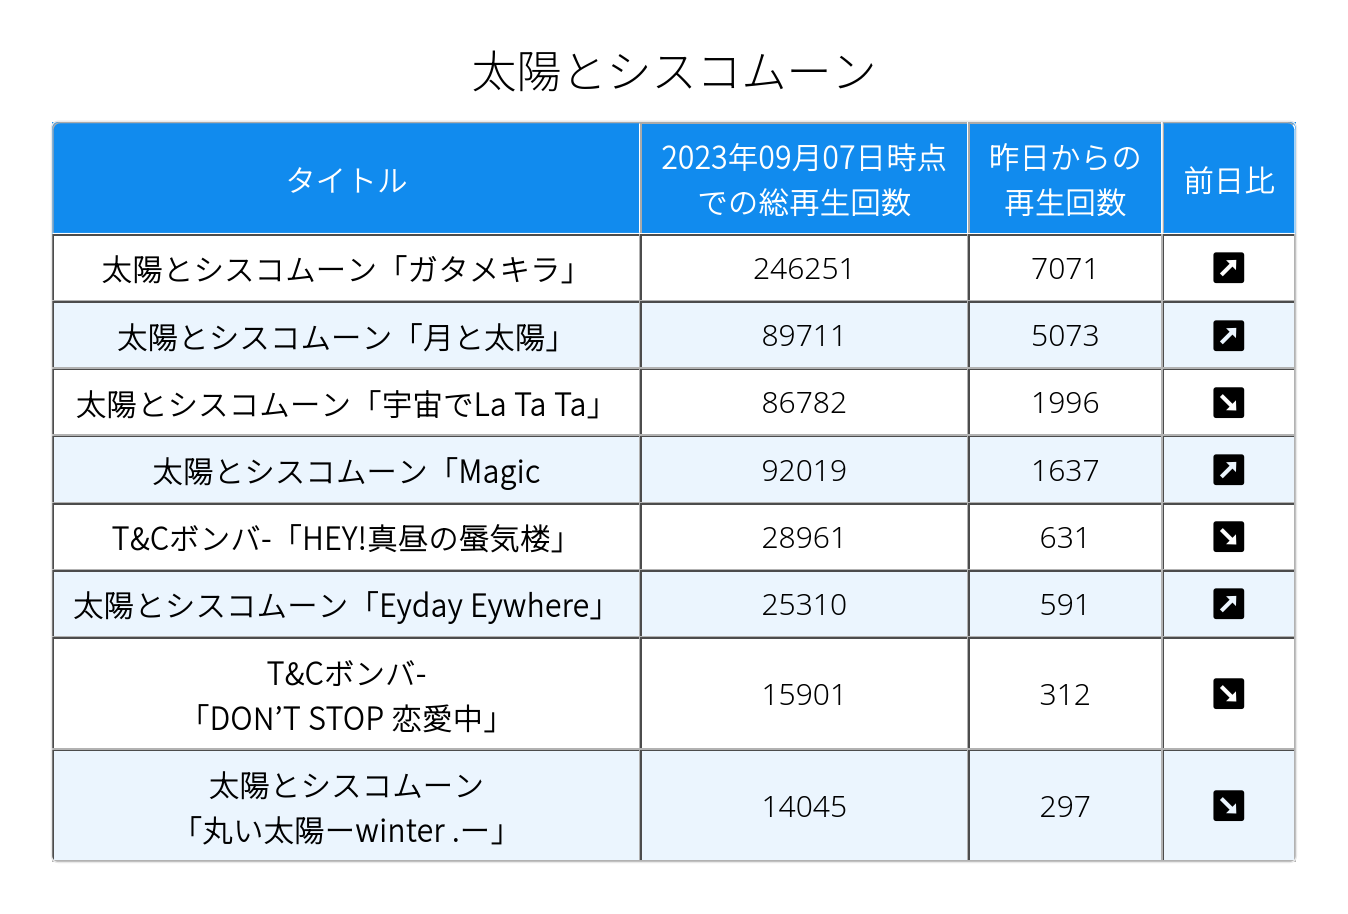 太陽とシスコムーン
タイトル
2023年09月07日時点
での総再生回数
昨日からの
再生回数
前日比
太陽とシスコムーン「ガタメキラ」 246251 7071 ↗
太陽とシスコムーン「月と太陽」 89711 5073 ↗
太陽とシスコムーン「宇宙でLa Ta Ta」 86782 1996 ↘
太陽とシスコムーン「Magic 92019 1637 ↗
T&Cボンバ-「HEY!真昼の蜃気楼」 28961 631 ↘
太陽とシスコムーン「Eyday Eywhere」 25310 591 ↗
T&Cボンバ-
「DON’T STOP 恋愛中」 15901 312 ↘
太陽とシスコムーン
「丸い太陽ーwinter .ー」 14045 297 ↘